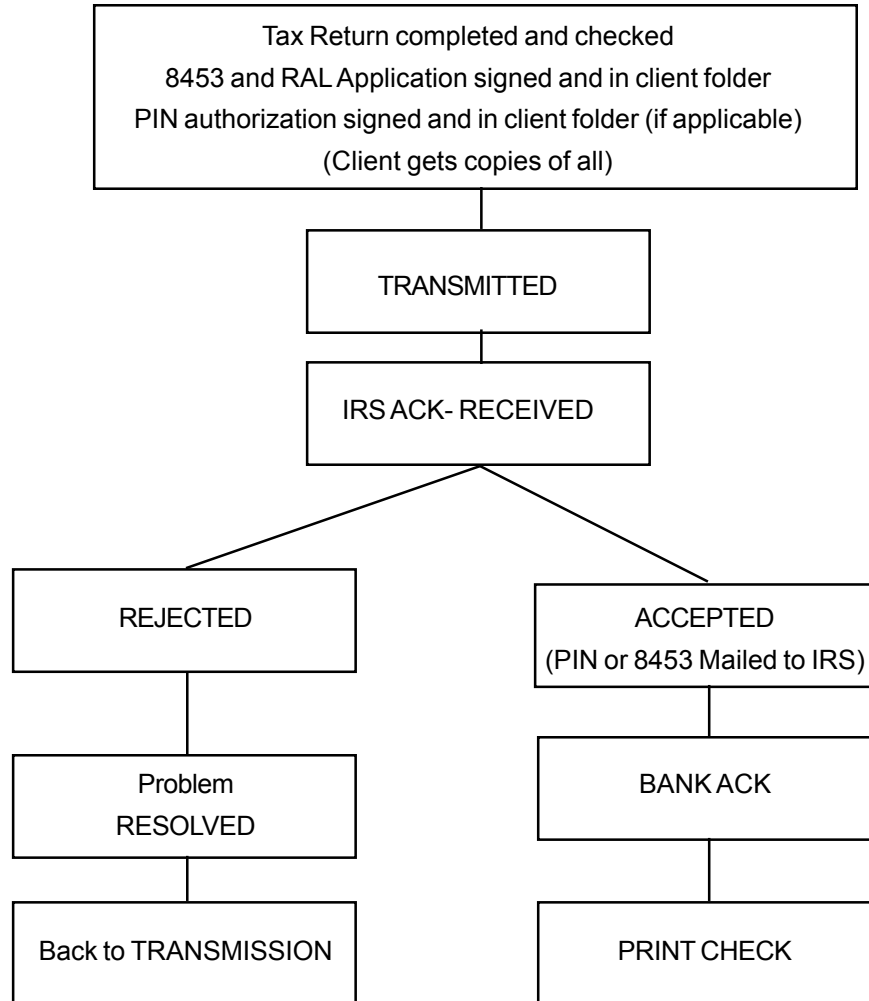 Tax Return completed and checked
8453 and RAL Application signed and in client folder
PIN authorization signed and in client folder (if applicable)
(Client gets copies of all)
TRANSMITTED
IRS ACK- RECEIVED
REJECTED
ACCEPTED
(PIN or 8453 Mailed to IRS)
Problem
RESOLVED
BANK ACK
Back to TRANSMISSION
PRINT CHECK